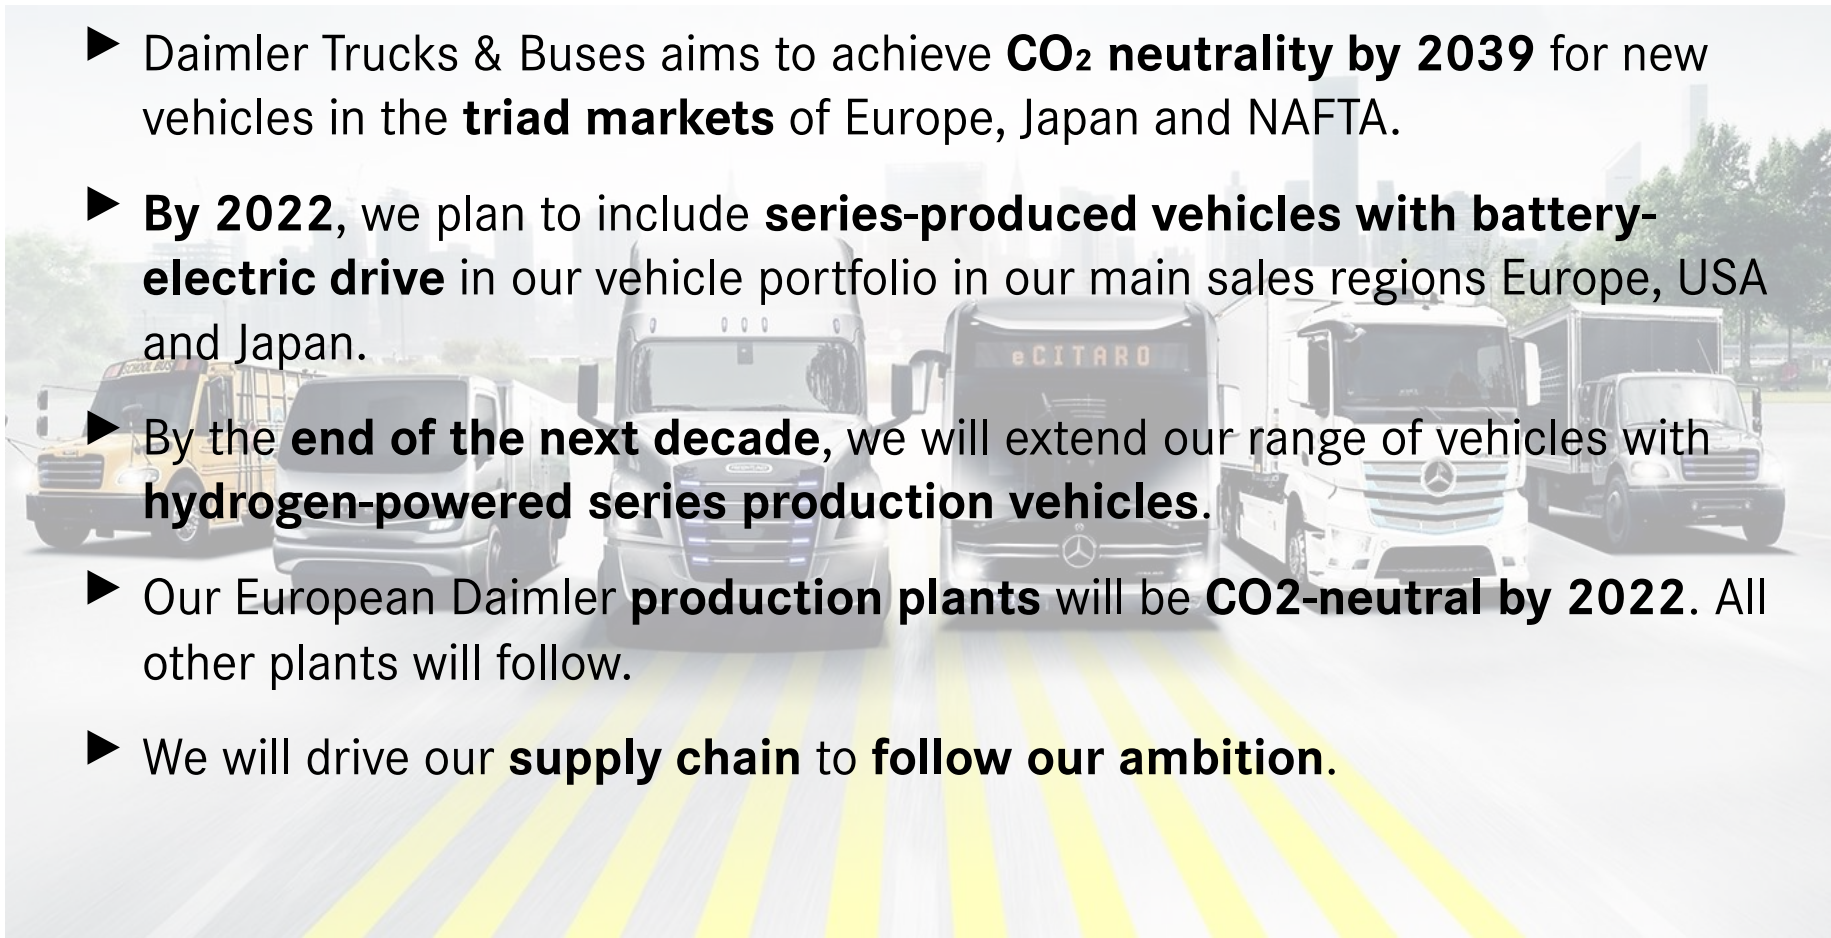 ► Daimler Trucks & Buses aims to achieve CO₂ neutrality by 2039 for new
vehicles in the triad markets of Europe, Japan and NAFTA.
► By 2022, we plan to include series-produced vehicles with battery-
electric drive in our vehicle portfolio in our main sales regions Europe, USA
and Japan.
SCHOOL BUS
eCITARO
► By the end of the next decade, we will extend our range of vehicles with
hydrogen-powered series production vehicles.
► Our European Daimler production plants will be CO2-neutral by 2022. All
other plants will follow.
► We will drive our supply chain to follow our ambition.